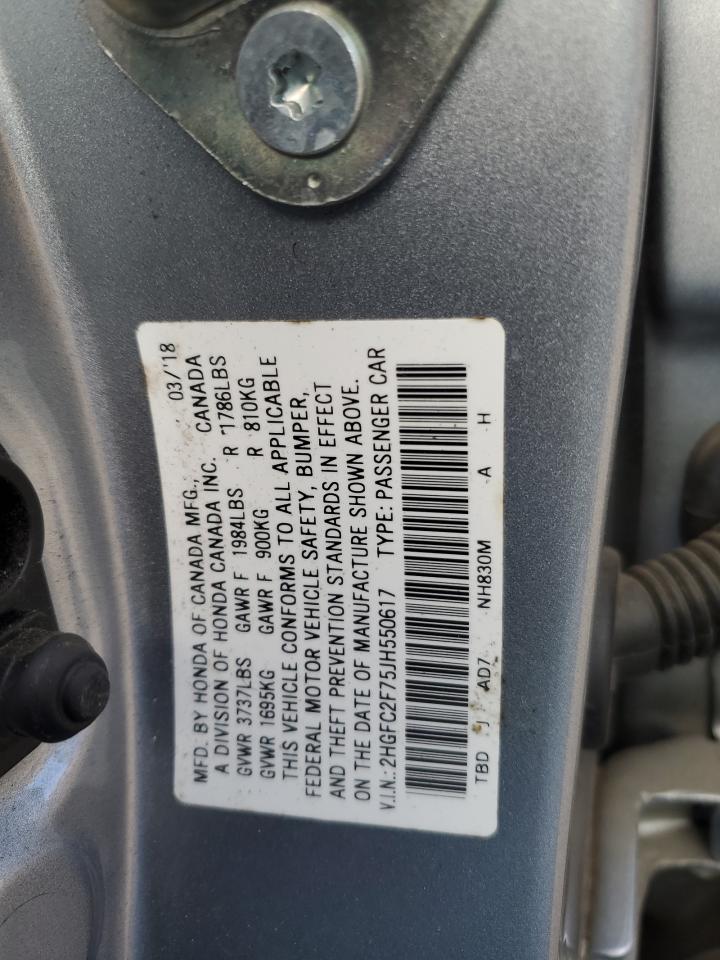 MFD. BY HONDA OF CANADA MFG., 03/'18
A DIVISION OF HONDA CANADA INC. CANADA
GVWR 3737LBS GAWR F 1984LBS R 1786LBS
GVWR 1695KG GAWR F 900KG R 810KG
THIS VEHICLE CONFORMS TO ALL APPLICABLE
FEDERAL MOTOR VEHICLE SAFETY, BUMPER,
AND THEFT PREVENTION STANDARDS IN EFFECT
ON THE DATE OF MANUFACTURE SHOWN ABOVE.
V.I.N.: 2HGFC2F75JH550617 TYPE: PASSENGER CAR
TBD J AD7 NH830M A H